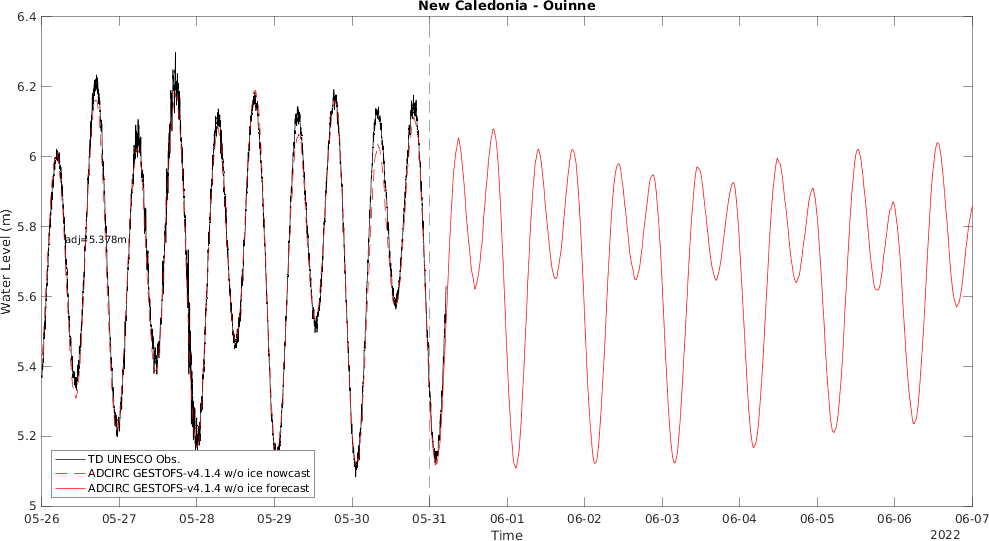 New Caledonia - Ouinne
6.4
6.2
6
5.8
5.6
5.4
5.2
5
Water Level (m)
adj=5.378m
TD UNESCO Obs.
ADCIRC GESTOFS-v4.1.4 w/o ice nowcast
ADCIRC GESTOFS-v4.1.4 w/o ice forecast
05-26 05-27 05-28 05-29 05-30 05-31 06-01 06-02 06-03 06-04 06-05 06-06 06-07
Time
2022